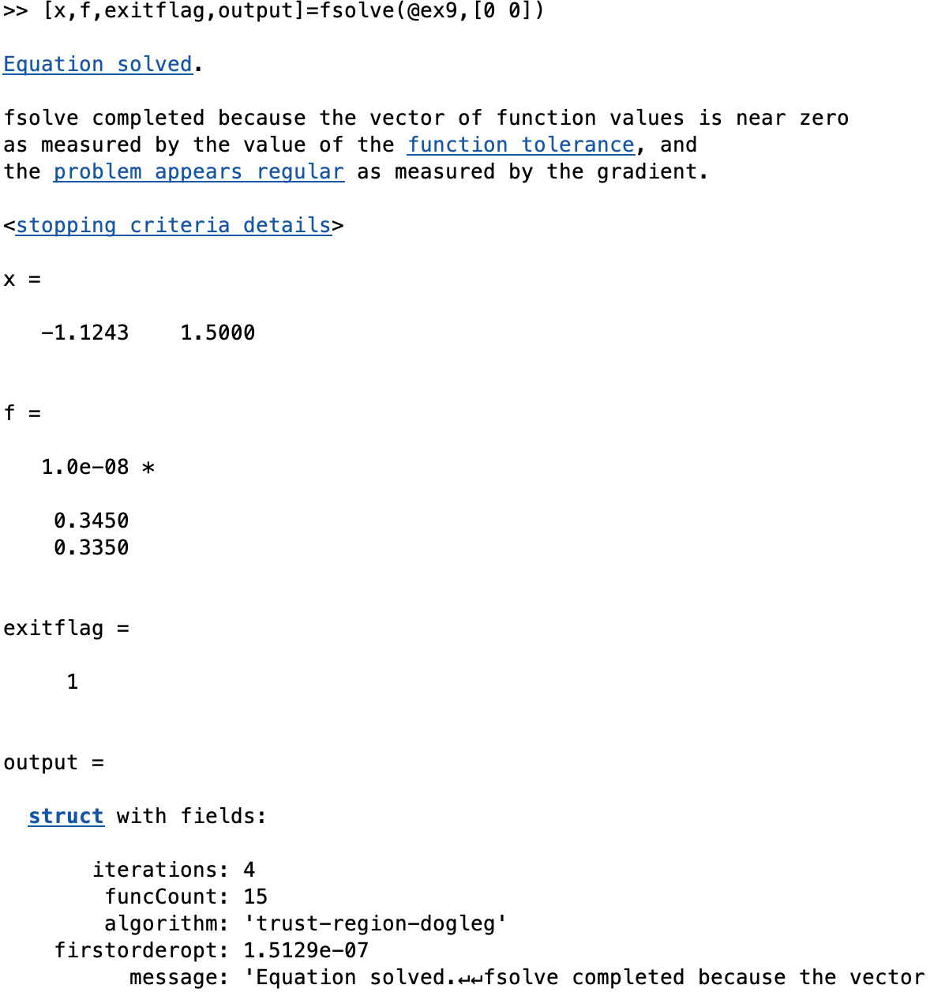 >> [x,f,exitflag,output]=fsolve(@ex9,[0 0])
Equation solved.
fsolve completed because the vector of function values is near zero
as measured by the value of the function tolerance, and
the problem appears regular as measured by the gradient.
<stopping criteria details>
x =
-1.1243    1.5000
f =
1.0e-08 *
0.3450
0.3350
exitflag =
1
output =
struct with fields:
iterations: 4
funcCount: 15
algorithm: 'trust-region-dogleg'
firstorderopt: 1.5129e-07
message: 'Equation solved.↵↵fsolve completed because the vector